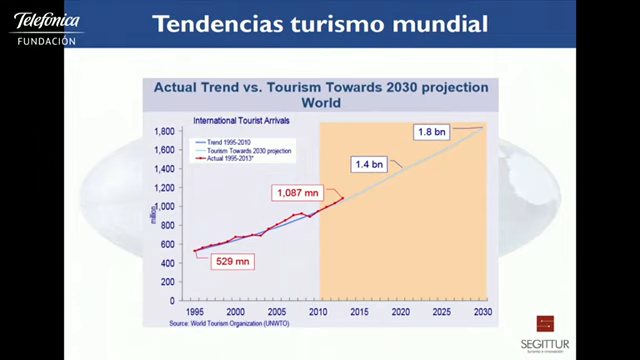 Telefónica
FUNDACIÓN
Tendencias turismo mundial
Actual Trend vs. Tourism Towards 2030 projection
World
International Tourist Arrivals
Trend 1995-2010
Tourism Towards 2030 projection
Actual 1995-2013*
1,800
1,600
1,400
1,200
1,000
800
600
400
200
0
million
1.8 bn
1.4 bn
1,087 mn
529 mn
1995
2000
2005
2010
2015
2020
2025
2030
Source: World Tourism Organization (UNWTO)
SEGITTUR
turismo e innovación